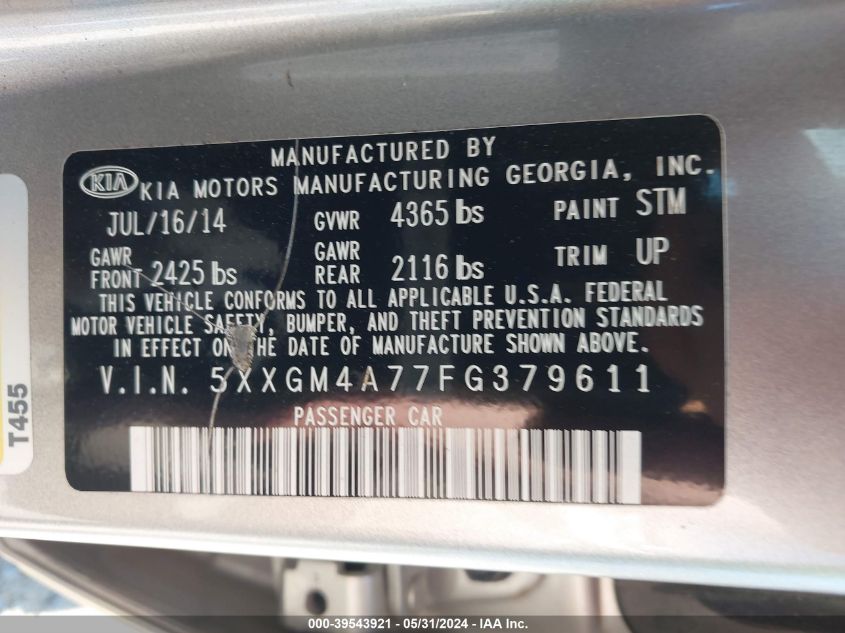 MANUFACTURED BY
KIA KIA MOTORS MANUFACTURING GEORGIA, INC.
JUL/16/14 GVWR 4365 lbs PAINT STM
GAWR FRONT 2425 lbs GAWR REAR 2116 lbs TRIM UP
THIS VEHICLE CONFORMS TO ALL APPLICABLE U.S.A. FEDERAL
MOTOR VEHICLE SAFETY, BUMPER, AND THEFT PREVENTION STANDARDS
IN EFFECT ON THE DATE OF MANUFACTURE SHOWN ABOVE.
V.I.N. 5XXGM4A77FG379611
PASSENGER CAR
T455
000-39543921 - 05/31/2024 - IAA Inc.